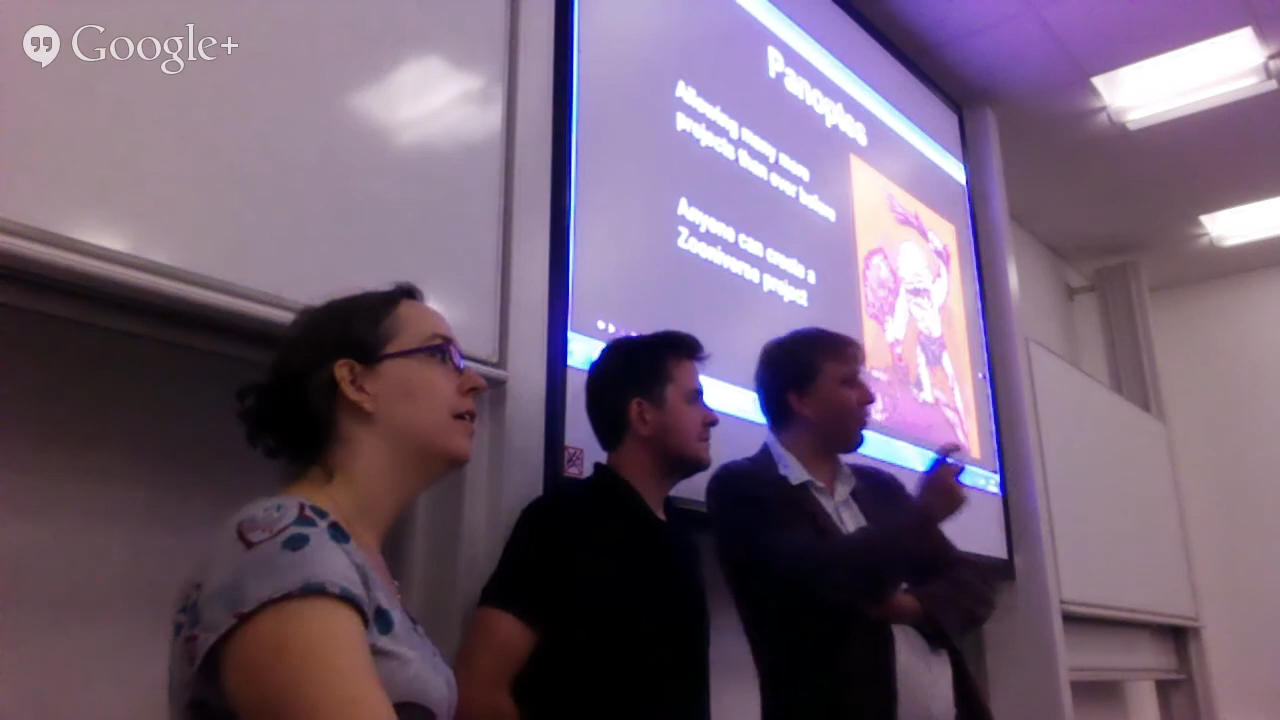 Google+
Panoptes
Allowing many more
projects than ever before
Anyone can create a
Zooniverse project